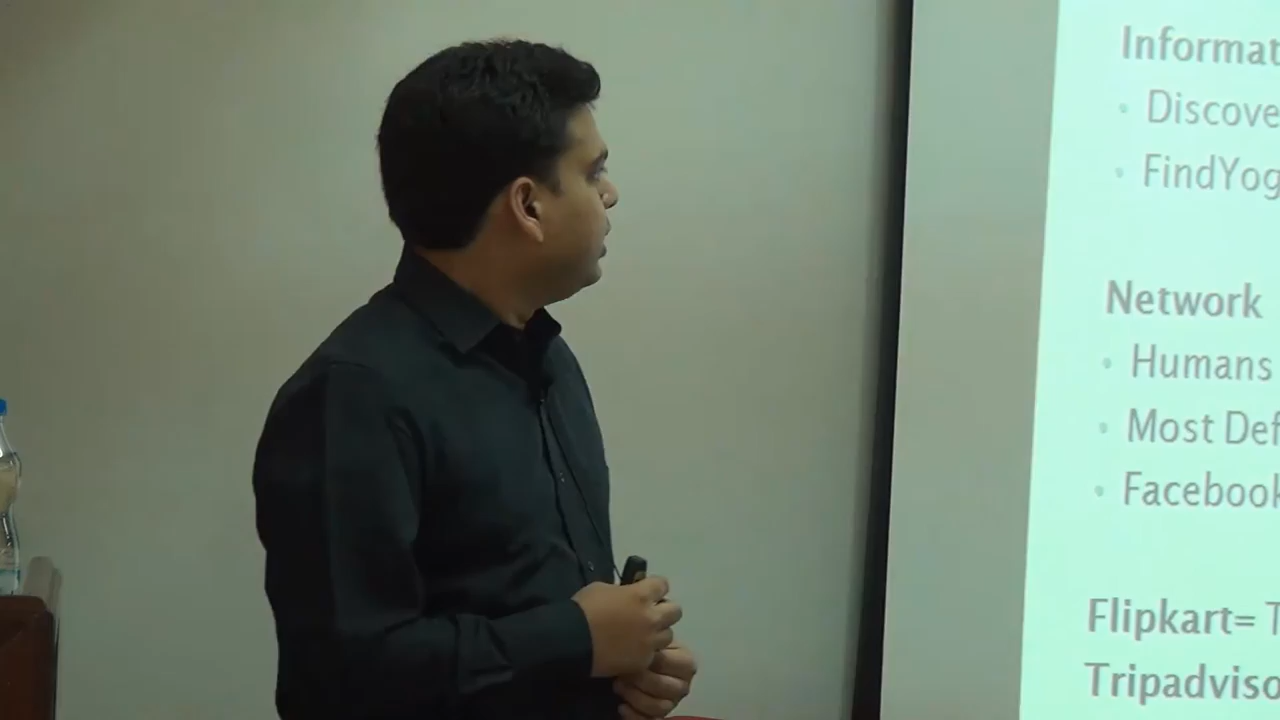 Informat
• Discove
• FindYog
Network
• Humans
• Most Def
• Facebook
Flipkart= T
Tripadviso